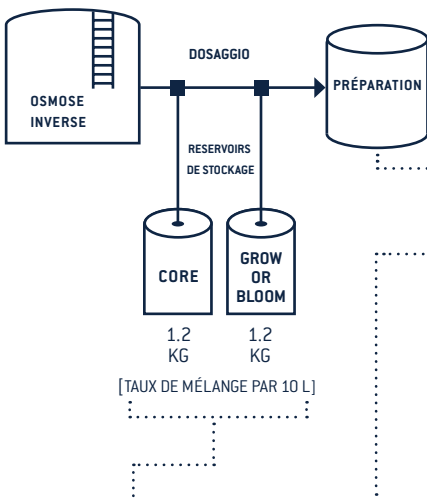 DOSAGGIO
OSMOSE
INVERSE
PRÉPARATION
RESERVOIRS
DE STOCKAGE
CORE
GROW
OR
BLOOM
1.2
KG
1.2
KG
[TAUX DE MÉLANGE PAR 10 L]